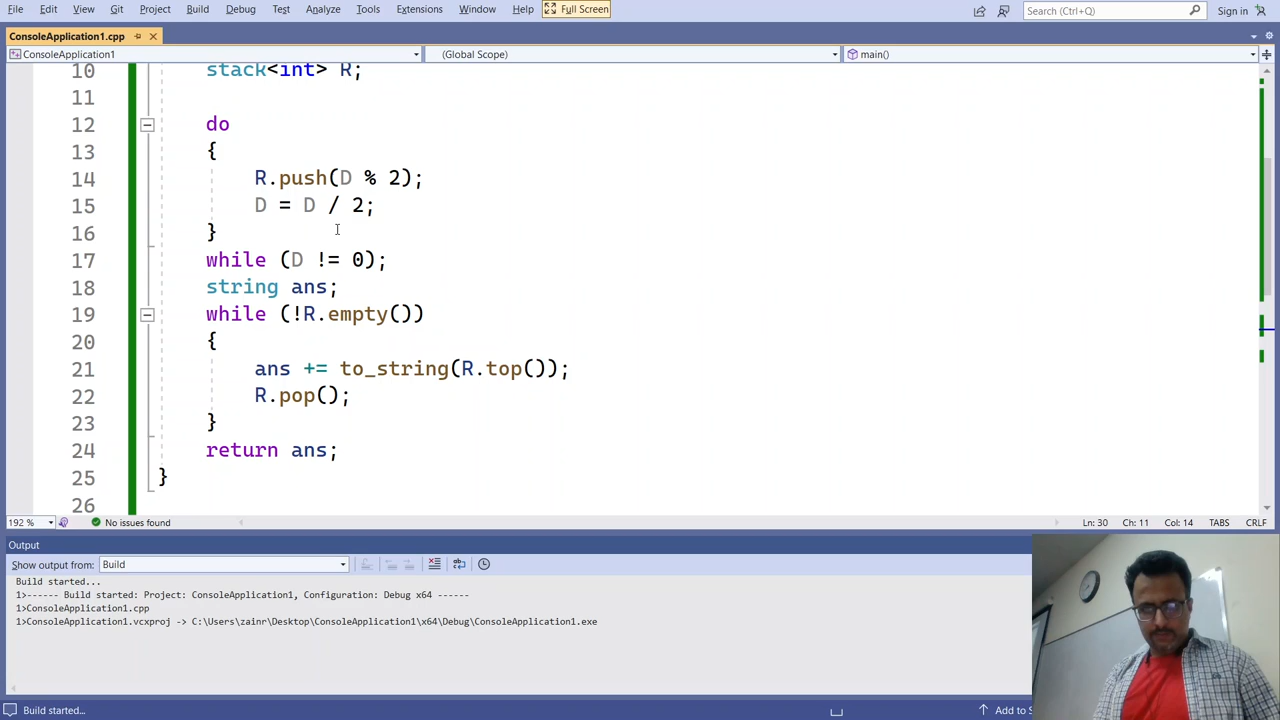 File Edit View Git Project Build Debug Test Analyze Tools Extensions Window Help Full Screen Search (Ctrl+Q) Sign in
ConsoleApplication1.cpp
ConsoleApplication1 (Global Scope) main()
10 stack<int> R;
11
12 do
13 {
14 R.push(D % 2);
15 D = D / 2;
16 }
17 while (D != 0);
18 string ans;
19 while (!R.empty())
20 {
21 ans += to_string(R.top());
22 R.pop();
23 }
24 return ans;
25 }
26
192 % No issues found Ln: 30 Ch: 11 Col: 14 TABS CRLF
Output
Show output from: Build
Build started...
1>------ Build started: Project: ConsoleApplication1, Configuration: Debug x64 ------
1>ConsoleApplication1.cpp
1>ConsoleApplication1.vcxproj -> C:\Users\zainr\Desktop\ConsoleApplication1\x64\Debug\ConsoleApplication1.exe
Build started... Add to S